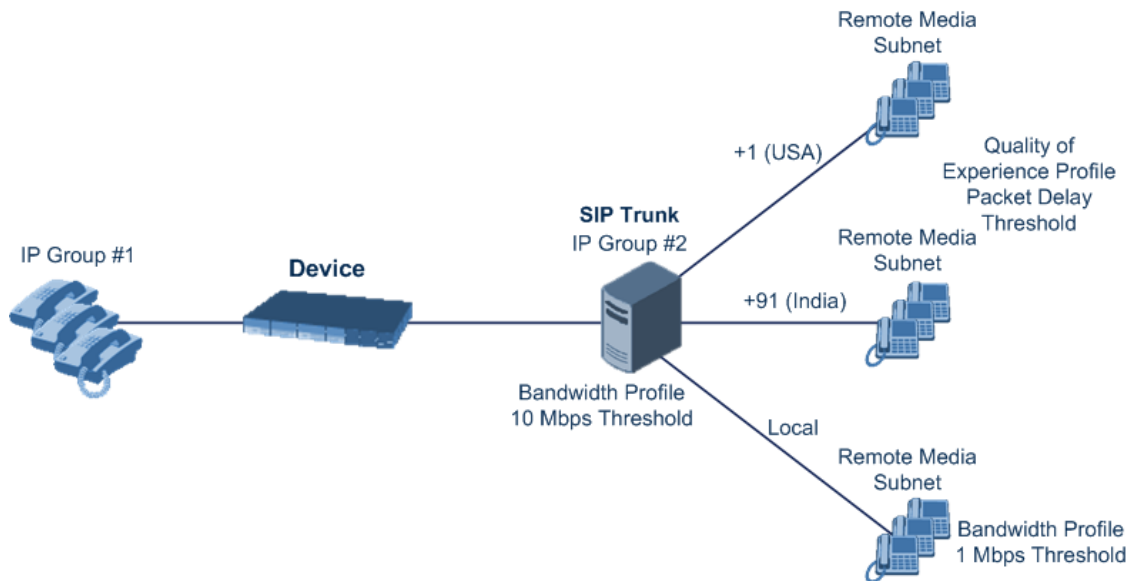 Remote Media
Subnet
+1 (USA)
Quality of
Experience Profile
Packet Delay
Threshold
SIP Trunk
IP Group #2
IP Group #1
Device
Remote Media
Subnet
+91 (India)
Bandwidth Profile
10 Mbps Threshold
Local
Remote Media
Subnet
Bandwidth Profile
1 Mbps Threshold